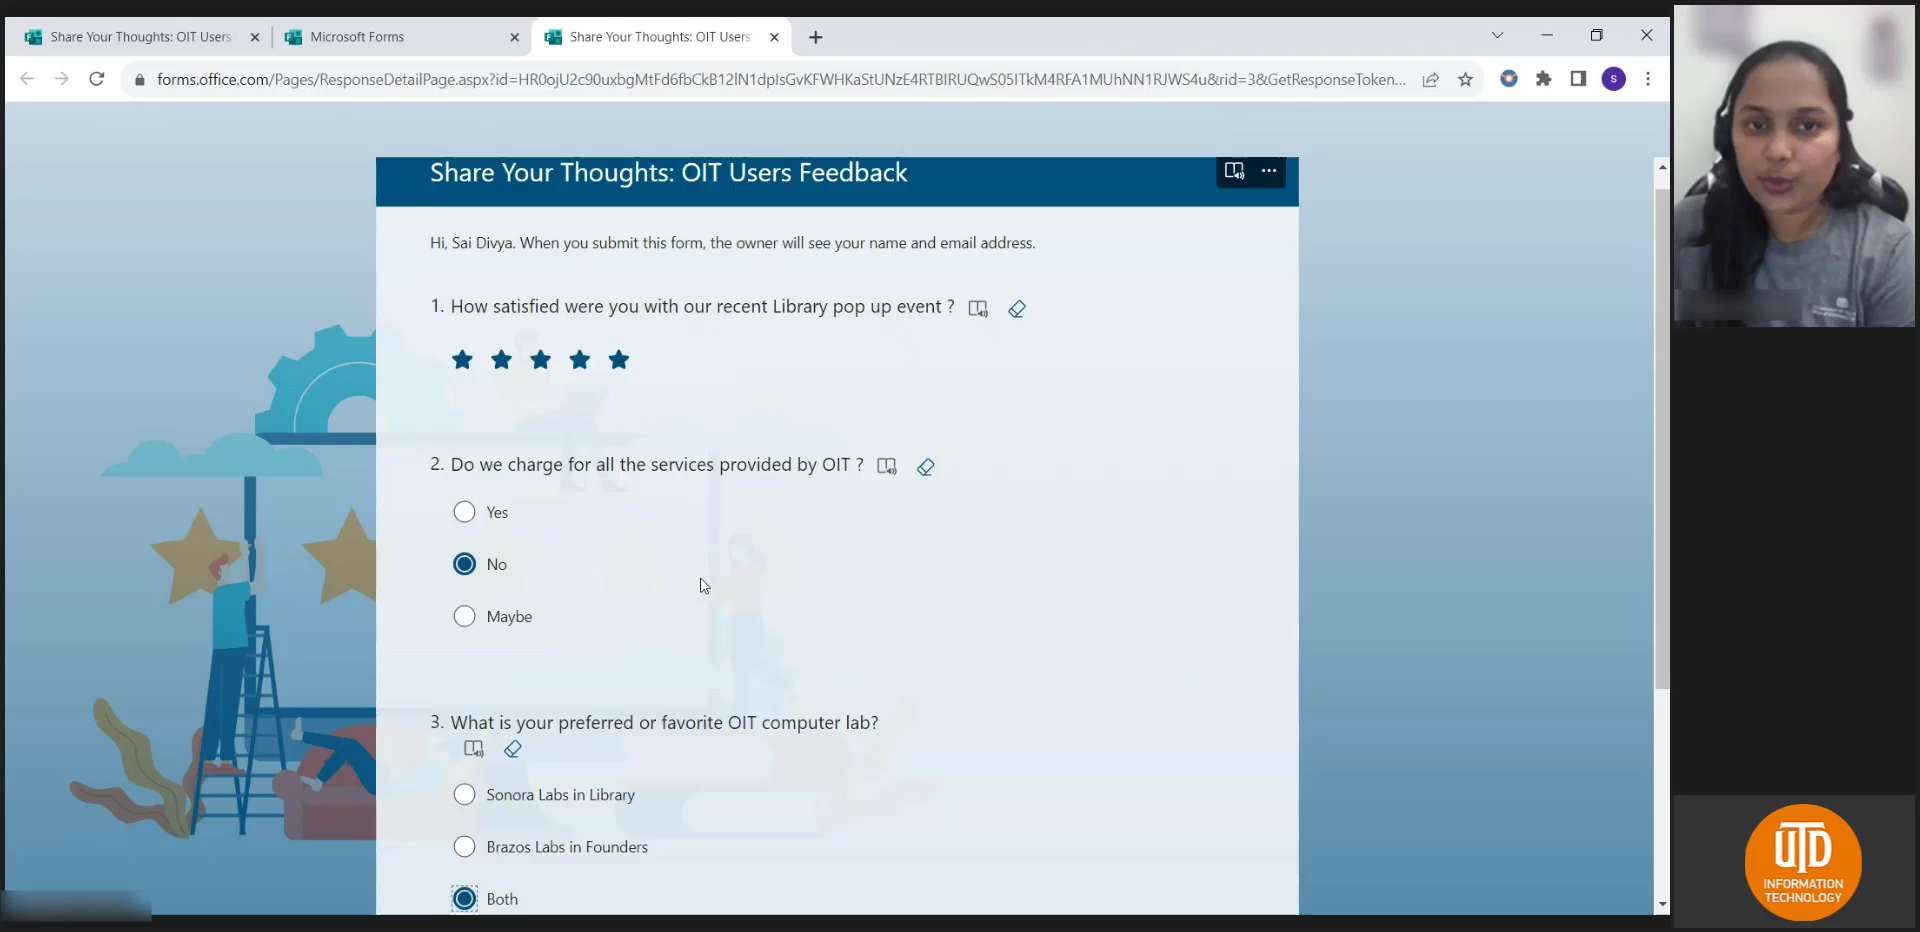 Share Your Thoughts: OIT Users
Microsoft Forms
Share Your Thoughts: OIT Users
forms.office.com/Pages/ResponseDetailPage.aspx?id=HR0ojU2c90uxbgMtFd6fbCkB12lN1dpIsGvKFWHKaStUNzE4RTBIRUQwS05ITkM4RFA1MUhNN1RJWS4u&rid=3&GetResponseToken...
S
Share Your Thoughts: OIT Users Feedback
Hi, Sai Divya. When you submit this form, the owner will see your name and email address.
1. How satisfied were you with our recent Library pop up event ?
2. Do we charge for all the services provided by OIT ?
Yes
No
Maybe
3. What is your preferred or favorite OIT computer lab?
Sonora Labs in Library
Brazos Labs in Founders
Both
UTD
INFORMATION
TECHNOLOGY